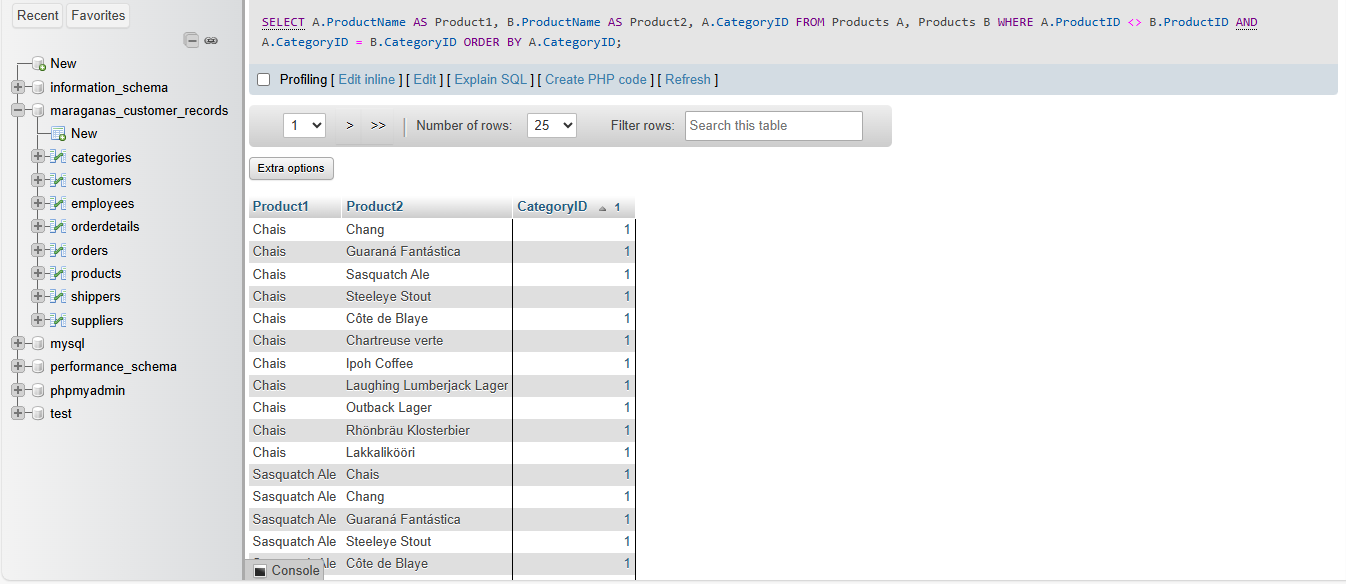 Recent Favorites
New
information_schema
maraganas_customer_records
New
categories
customers
employees
orderdetails
orders
products
shippers
suppliers
mysql
performance_schema
phpmyadmin
test
SELECT A.ProductName AS Product1, B.ProductName AS Product2, A.CategoryID FROM Products A, Products B WHERE A.ProductID <> B.ProductID AND
A.CategoryID = B.CategoryID ORDER BY A.CategoryID;
Profiling [ Edit inline ] [ Edit ] [ Explain SQL ] [ Create PHP code ] [ Refresh ]
1 > >> | Number of rows: 25 Filter rows: Search this table
Extra options
Product1 Product2 CategoryID 1
Chais Chang 1
Chais Guaraná Fantástica 1
Chais Sasquatch Ale 1
Chais Steeleye Stout 1
Chais Côte de Blaye 1
Chais Chartreuse verte 1
Chais Ipoh Coffee 1
Chais Laughing Lumberjack Lager 1
Chais Outback Lager 1
Chais Rhönbräu Klosterbier 1
Chais Lakkalikööri 1
Sasquatch Ale Chais 1
Sasquatch Ale Chang 1
Sasquatch Ale Guaraná Fantástica 1
Sasquatch Ale Steeleye Stout 1
Côte de Blaye 1
Console